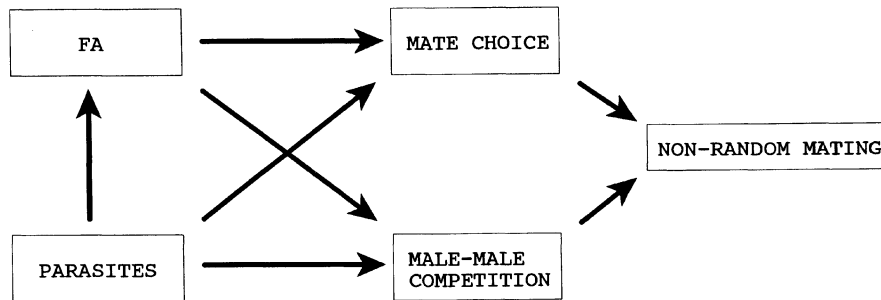 FA
MATE CHOICE
NON-RANDOM MATING
PARASITES
MALE-MALE
COMPETITION